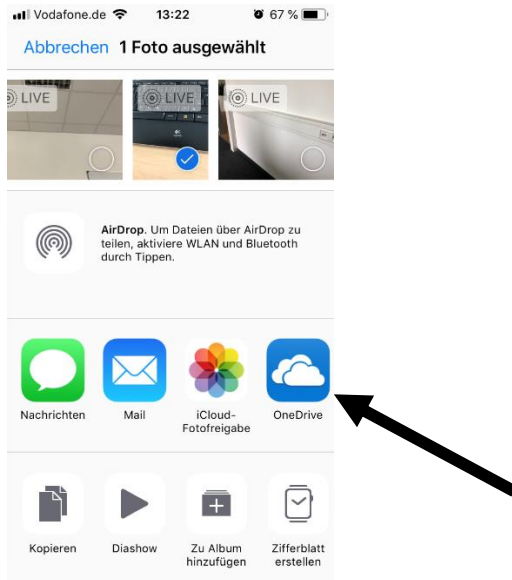 Vodafone.de 13:22 67 %
Abbrechen 1 Foto ausgewählt
LIVE LIVE LIVE
AirDrop. Um Dateien über AirDrop zu
teilen, aktiviere WLAN und Bluetooth
durch Tippen.
Nachrichten Mail iCloud-
Fotofreigabe OneDrive
Kopieren Diashow Zu Album
hinzufügen Zifferblatt
erstellen